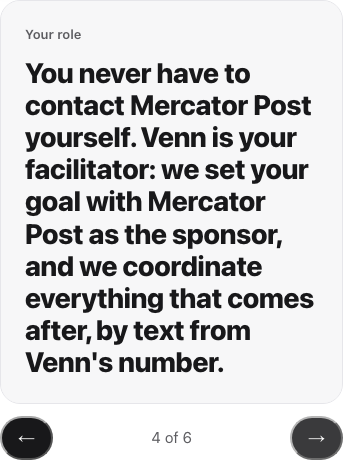 Your role
You never have to
contact Mercator Post
yourself. Venn is your
facilitator: we set your
goal with Mercator
Post as the sponsor,
and we coordinate
everything that comes
after, by text from
Venn's number.
← 4 of 6 →